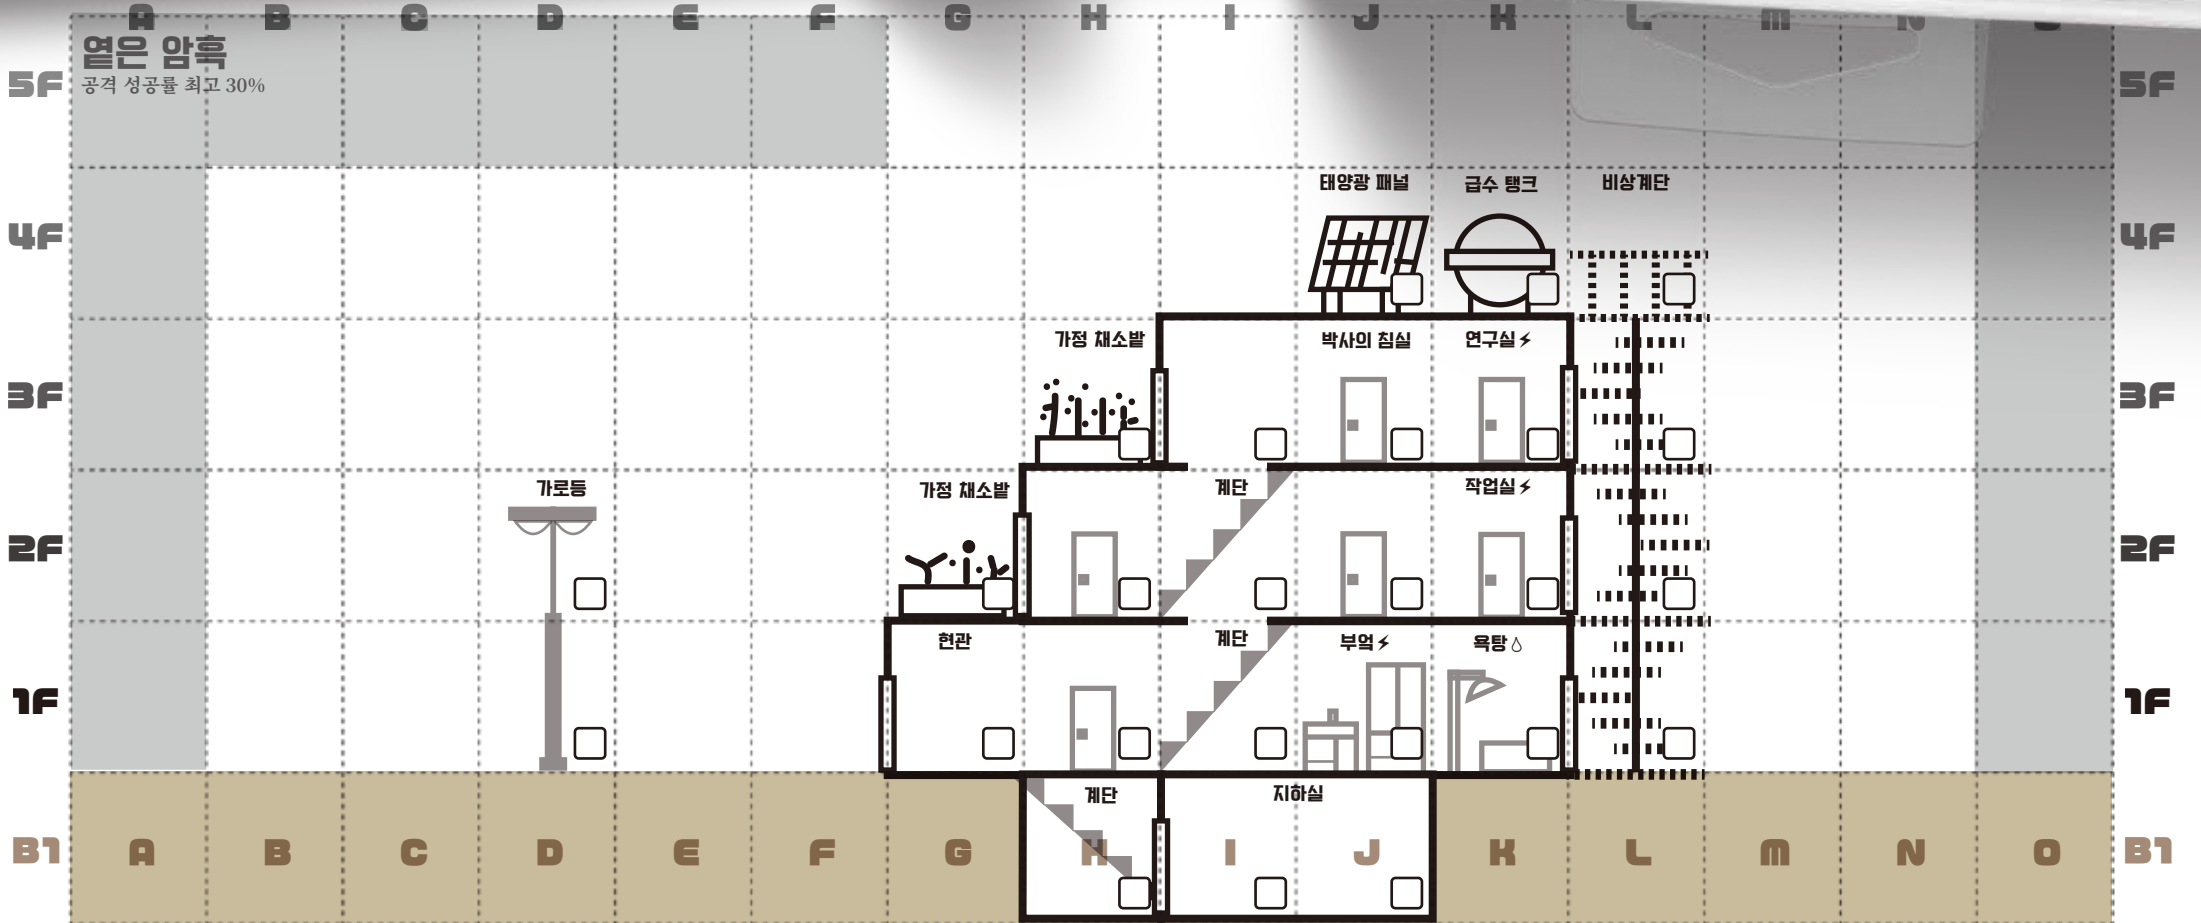 A B C D E F G H I J K L M N O
옅은 암흑
5F 공격 성공률 최고 30% 5F
태양광 패널 급수 탱크 비상계단
4F 4F
가정 채소밭 박사의 침실 연구실⚡
3F 3F
가로등 가정 채소밭 계단 작업실⚡
2F 2F
현관 계단 부엌⚡ 욕탕💧
1F 1F
계단 지하실
B1 A B C D E F G H I J K L M N O B1